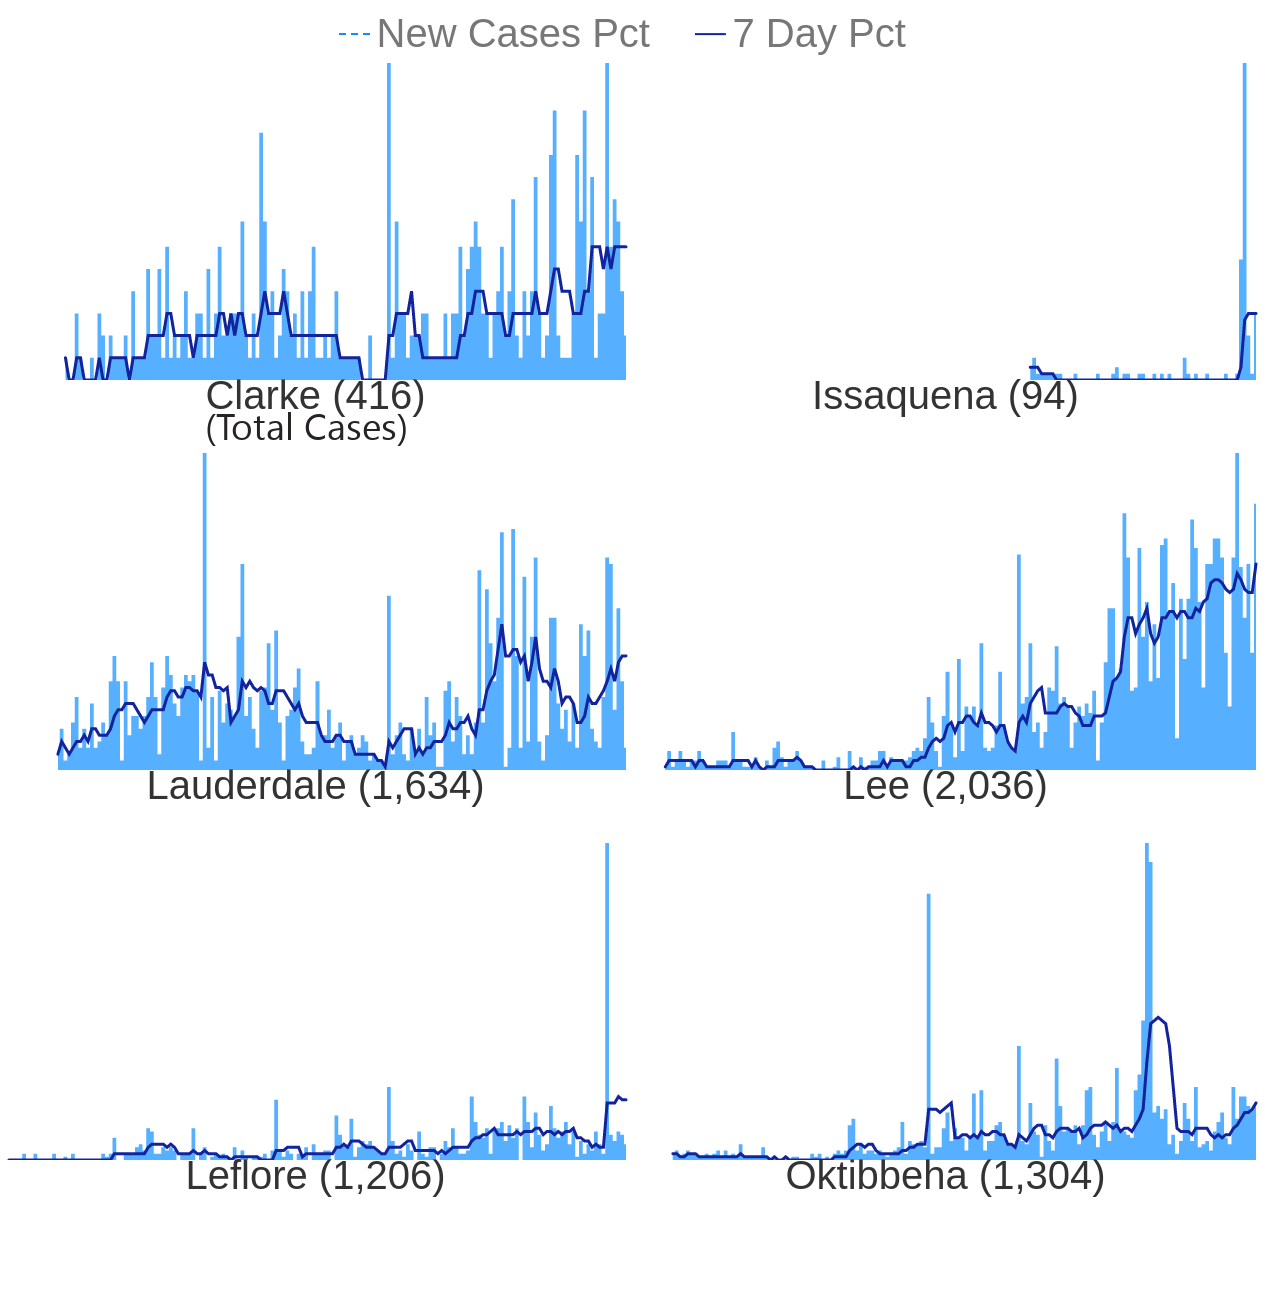 New Cases Pct 7 Day Pct
Clarke (416) Issaquena (94)
(Total Cases)
Lauderdale (1,634) Lee (2,036)
Leflore (1,206) Oktibbeha (1,304)